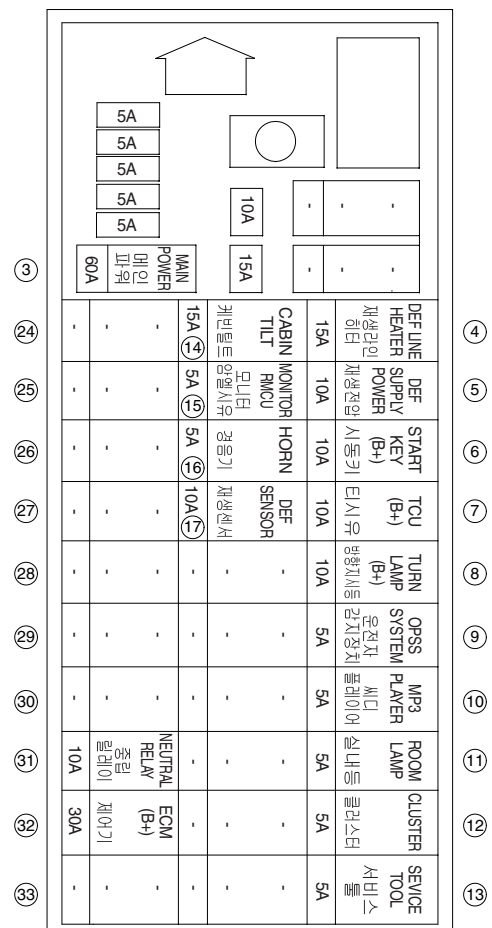 5A
5A
5A
5A
5A
10A
-
-
-
③
60A
MAIN
POWER
메인
파워
15A
-
-
-
㉔
-
-
-
15A
⑭
CABIN
TILT
케빈틸트
15A
DEF LINE
HEATER
재생라인
히터
④
㉕
-
-
-
5A
⑮
MONITOR
RMCU
모니터
암엘시유
10A
DEF
SUPPLY
POWER
재생전압
⑤
㉖
-
-
-
5A
⑯
HORN
경음기
10A
START
KEY
(B+)
시동키
⑥
㉗
-
-
-
10A
⑰
DEF
SENSOR
재생센서
10A
TCU
(B+)
티시유
⑦
㉘
-
-
-
-
-
-
10A
TURN
LAMP
(B+)
방향지시등
⑧
㉙
-
-
-
-
-
-
5A
OPSS
SYSTEM
운전자
감지장치
⑨
㉚
-
-
-
-
-
-
5A
MP3
PLAYER
씨디
플레이어
⑩
㉛
10A
NEUTRAL
RELAY
중립
릴레이
-
-
-
5A
ROOM
LAMP
실내등
⑪
㉜
30A
ECM
(B+)
제어기
-
-
-
5A
CLUSTER
클러스터
⑫
㉝
-
-
-
-
-
-
5A
SEVICE
TOOL
서비스
툴
⑬